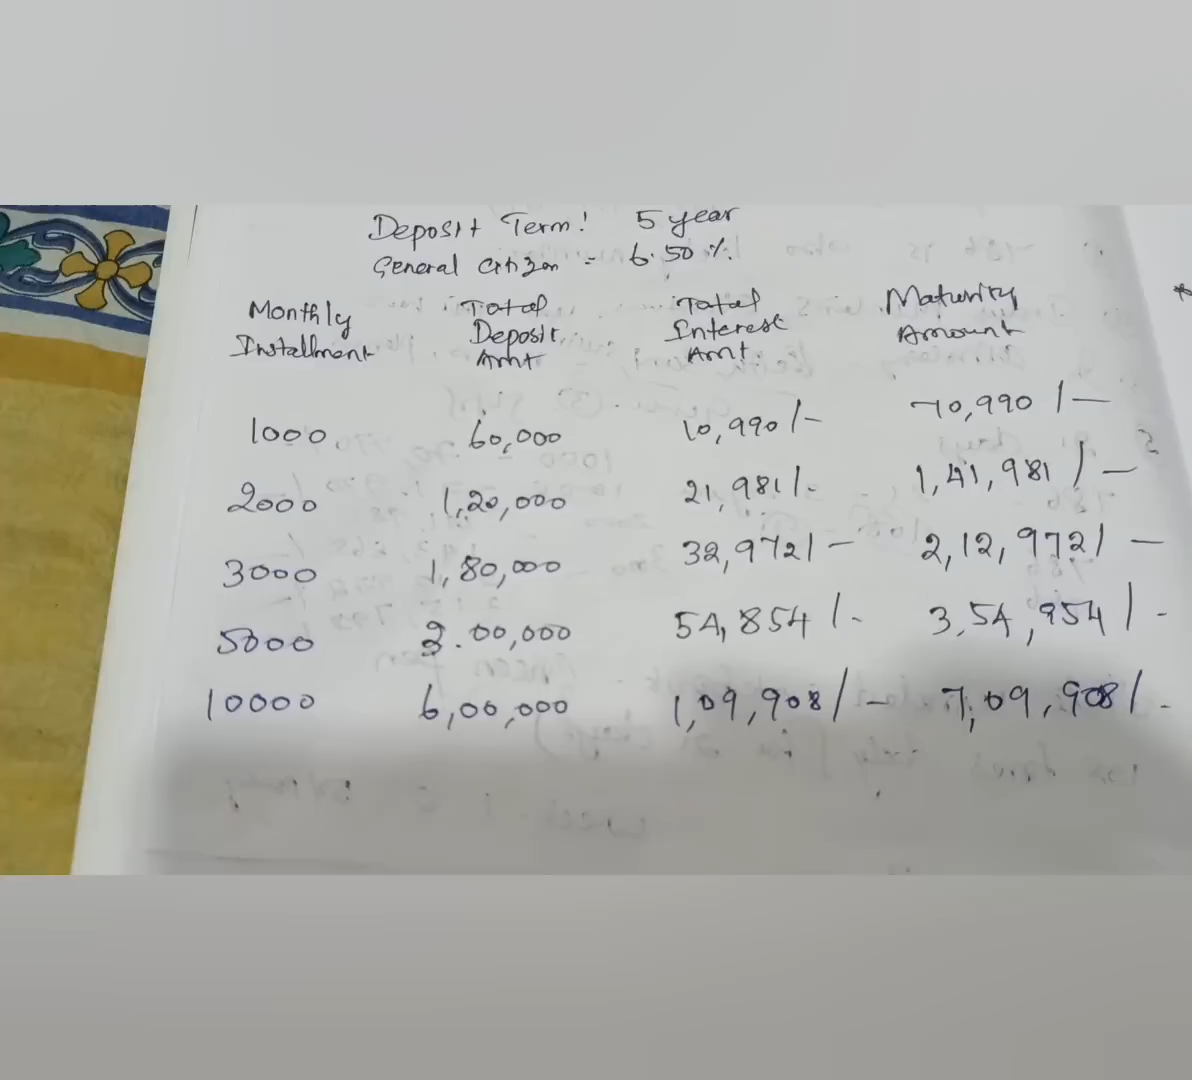 Deposit Term: 5 year
General citizen = 6.50%
Monthly Installment Total Deposit Amt Total Interest Amt Maturity Amount
1000 60,000 10,990/- 70,990/-
2000 1,20,000 21,981/- 1,41,981/-
3000 1,80,000 32,972/- 2,12,972/-
5000 3.00,000 54,854/- 3,54,954/-
10000 6,00,000 1,09,908/- 7,09,908/-